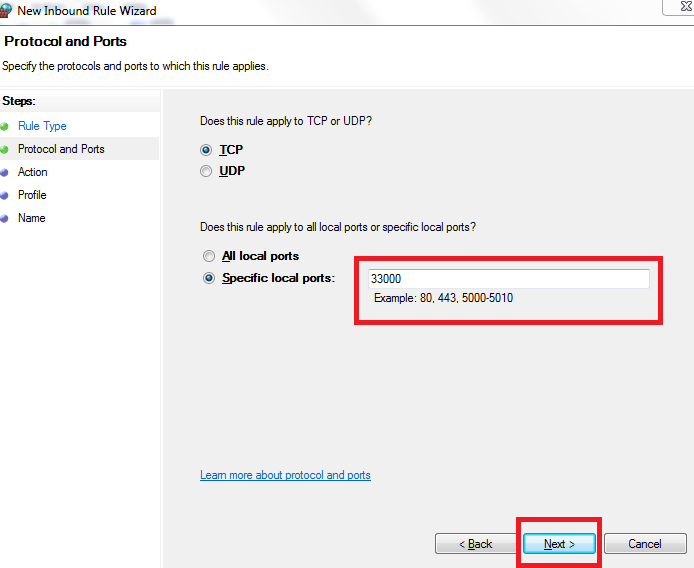 New Inbound Rule Wizard
Protocol and Ports
Specify the protocols and ports to which this rule applies.
Steps:
Rule Type
Protocol and Ports
Action
Profile
Name
Does this rule apply to TCP or UDP?
TCP
UDP
Does this rule apply to all local ports or specific local ports?
All local ports
Specific local ports:
33000
Example: 80, 443, 5000-5010
Learn more about protocol and ports
< Back
Next >
Cancel